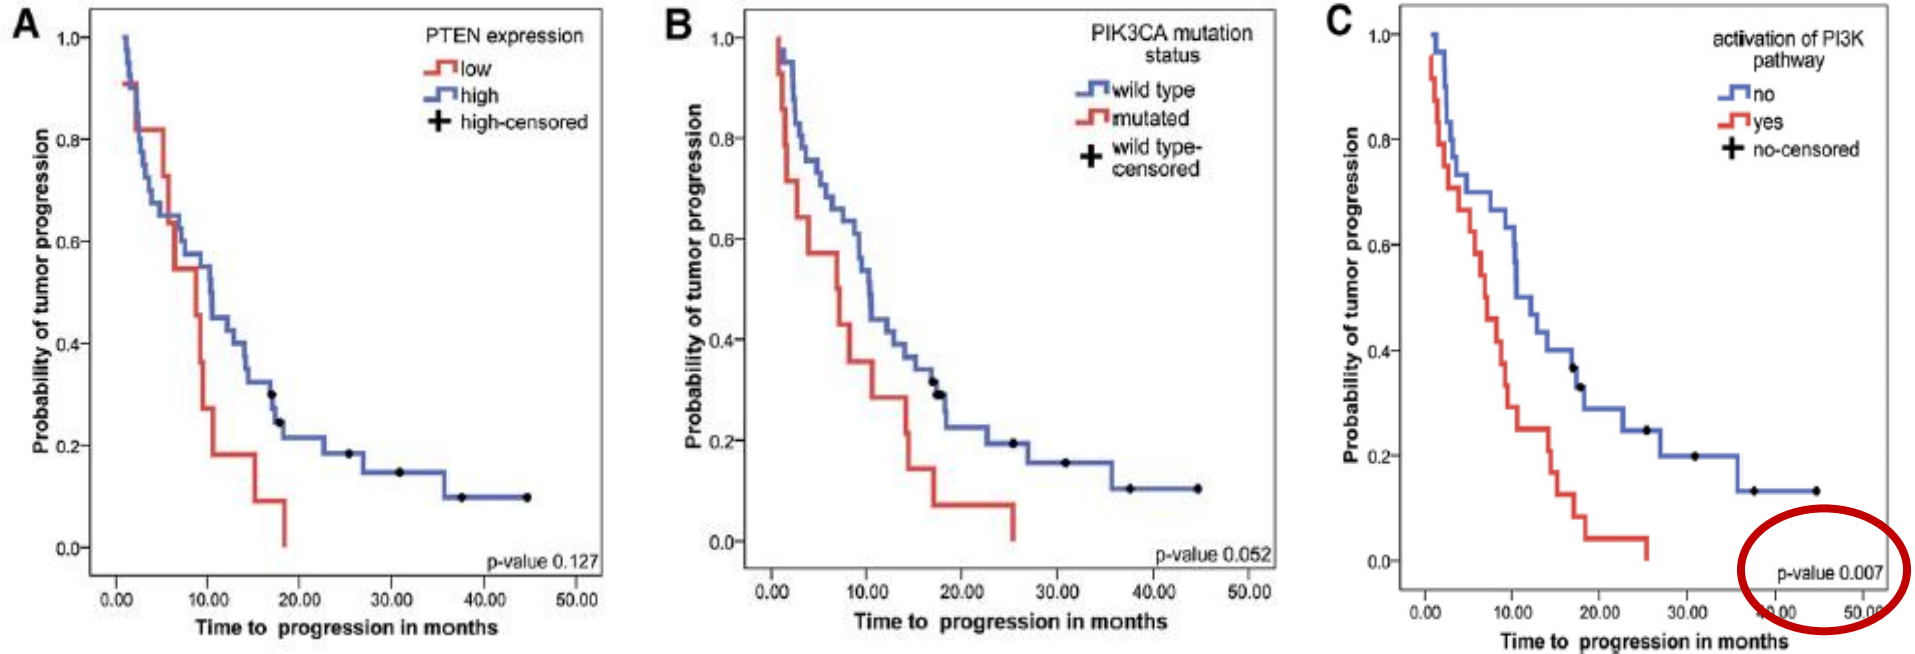 A
PTEN expression
low
high
high-censored
Probability of tumor progression
1.0
0.8
0.6
0.4
0.2
0.0
p-value 0.127
0.00 10.00 20.00 30.00 40.00 50.00
Time to progression in months
B
PIK3CA mutation
status
wild type
mutated
wild type-
censored
Probability of tumor progression
1.0
0.8
0.6
0.4
0.2
0.0
p-value 0.052
0.00 10.00 20.00 30.00 40.00 50.00
Time to progression in months
C
activation of PI3K
pathway
no
yes
no-censored
Probability of tumor progression
1.0
0.8
0.6
0.4
0.2
0.0
p-value 0.007
0.00 10.00 20.00 30.00 40.00 50.00
Time to progression in months